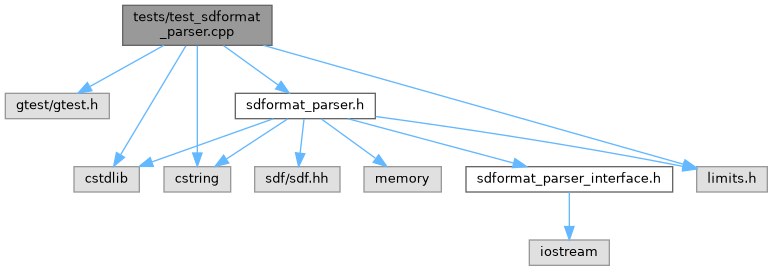 tests/test_sdformat
_parser.cpp
gtest/gtest.h
sdformat_parser.h
cstdlib
cstring
sdf/sdf.hh
memory
sdformat_parser_interface.h
limits.h
iostream